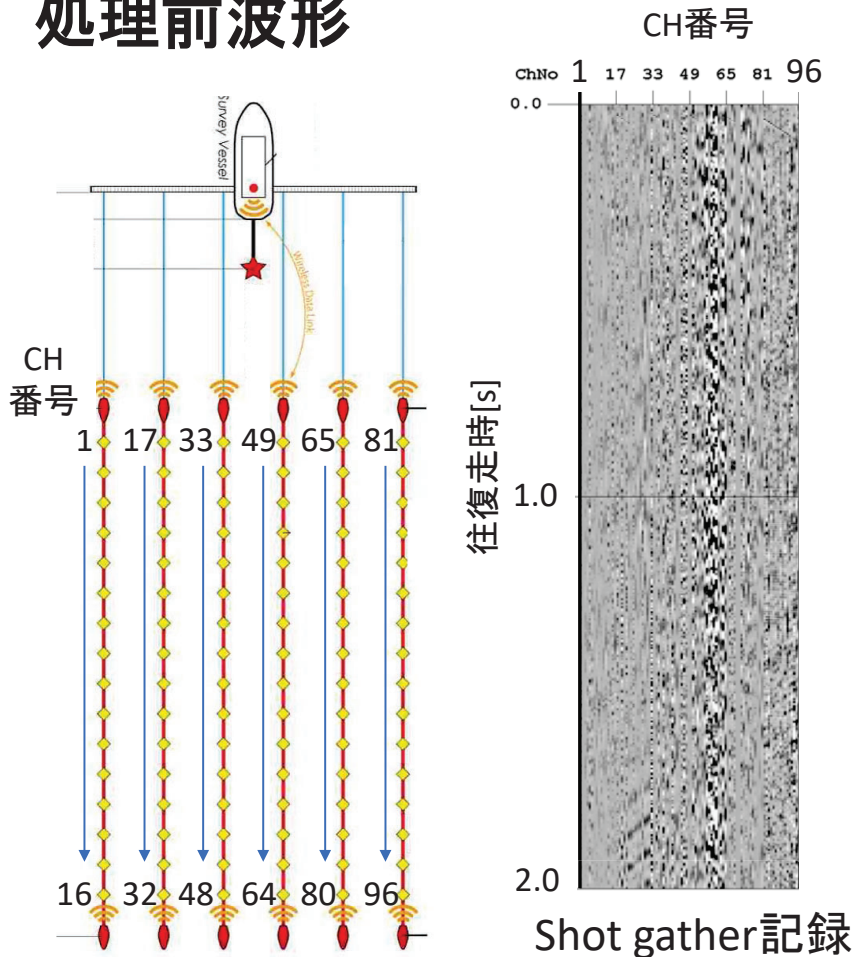 処理前波形
Survey Vessel
Wireless Data Link
CH
番号
1 17 33 49 65 81
16 32 48 64 80 96
CH番号
ChNo 1 17 33 49 65 81 96
0.0
往復走時[s]
1.0
2.0
Shot gather記録